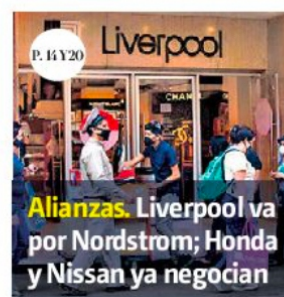 Liverpool
P. 14 Y 20
CHANEL
Alianzas. Liverpool va
por Nordstrom; Honda
y Nissan ya negocian